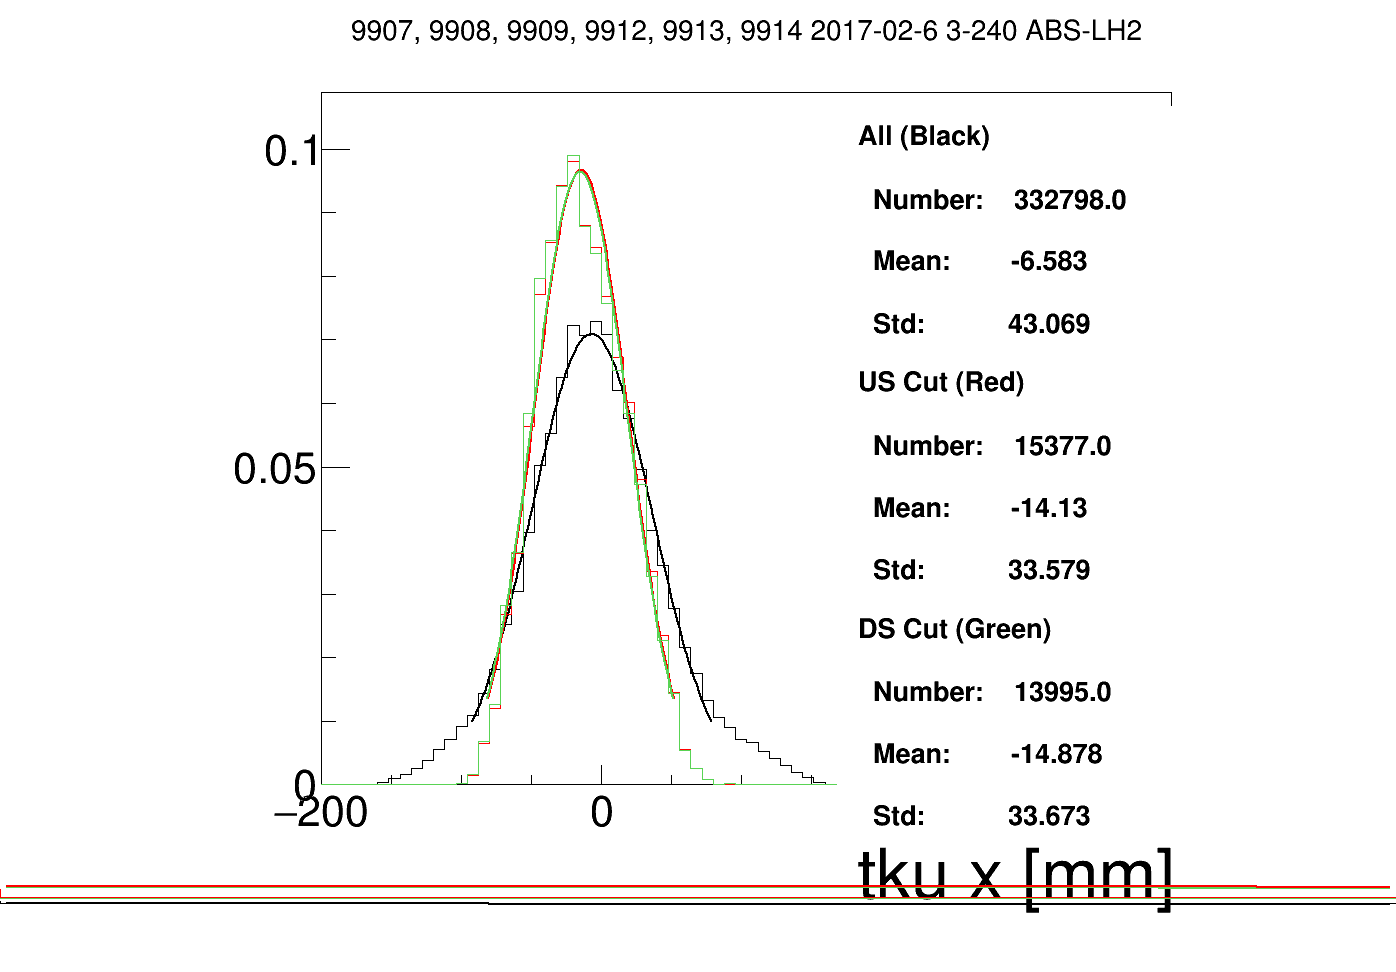 9907, 9908, 9909, 9912, 9913, 9914 2017-02-6 3-240 ABS-LH2
All (Black)
Number: 332798.0
Mean: -6.583
Std: 43.069
US Cut (Red)
Number: 15377.0
Mean: -14.13
Std: 33.579
DS Cut (Green)
Number: 13995.0
Mean: -14.878
Std: 33.673
0.1
0.05
0
−200 0
tku x [mm]